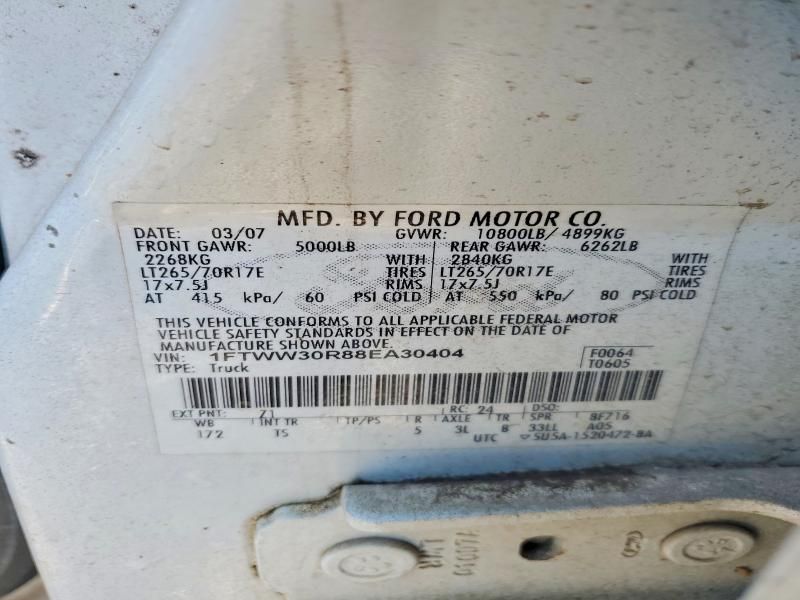 MFD. BY FORD MOTOR CO.
DATE: 03/07 GVWR: 10800LB/ 4899KG
FRONT GAWR: 5000LB REAR GAWR: 6262LB
2268KG WITH 2840KG WITH
LT265/70R17E TIRES LT265/70R17E TIRES
17x7.5J RIMS 17x7.5J RIMS
AT 415 kPa/ 60 PSI COLD AT 550 kPa/ 80 PSI COLD
THIS VEHICLE CONFORMS TO ALL APPLICABLE FEDERAL MOTOR
VEHICLE SAFETY STANDARDS IN EFFECT ON THE DATE OF
MANUFACTURE SHOWN ABOVE.
VIN: 1FTWW30R88EA30404 F0064
TYPE: Truck T0605
EXT PNT: Z1 RC: 24 DSO:
WB INT TR TP/PS R AXLE TR SPR 8F716
172 TS 5 3L B 33LL A05
UTC 5U5A-1520472-BA